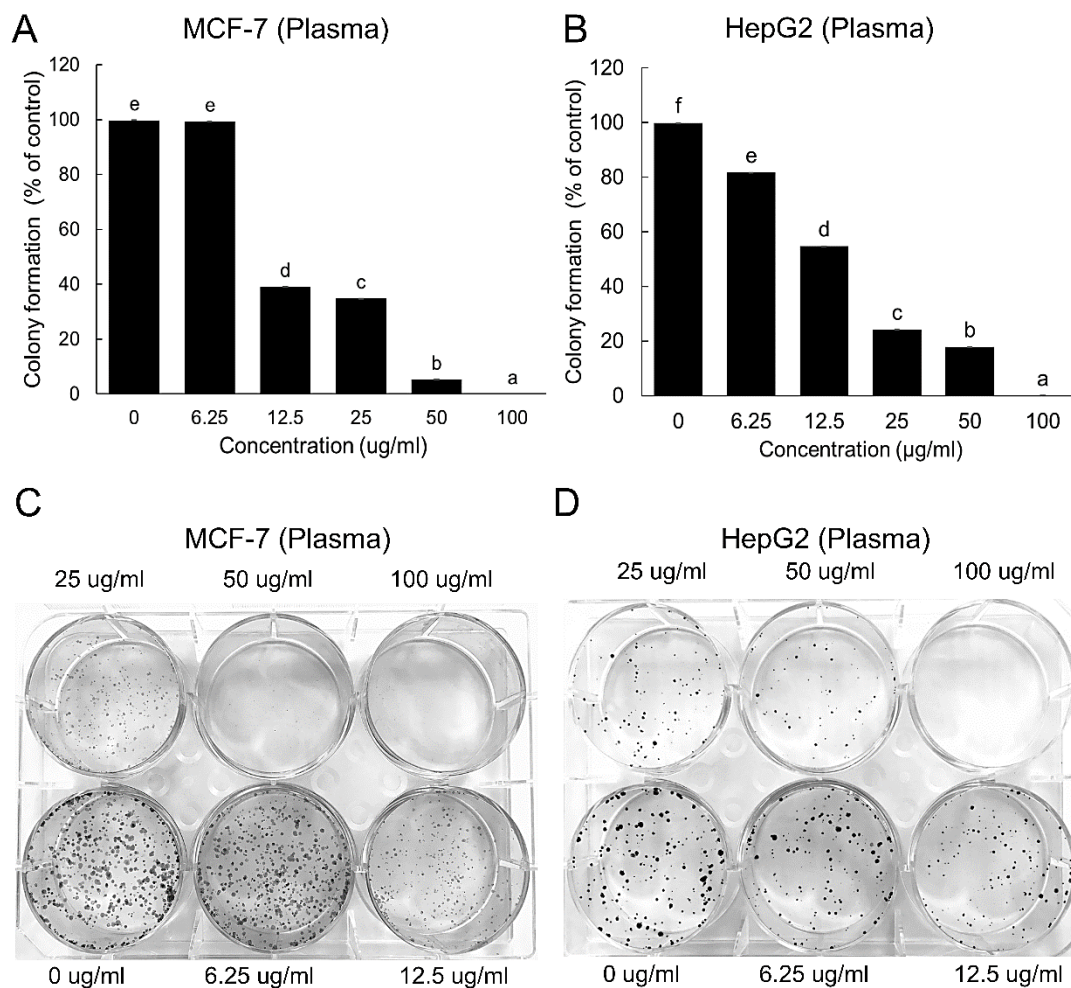 A
MCF-7 (Plasma)
Colony formation (% of control)
120
100
80
60
40
20
0
e
e
d
c
b
a
0 6.25 12.5 25 50 100
Concentration (ug/ml)
B
HepG2 (Plasma)
Colony formation (% of control)
120
100
80
60
40
20
0
f
e
d
c
b
a
0 6.25 12.5 25 50 100
Concentration (µg/ml)
C
MCF-7 (Plasma)
25 ug/ml 50 ug/ml 100 ug/ml
0 ug/ml 6.25 ug/ml 12.5 ug/ml
D
HepG2 (Plasma)
25 ug/ml 50 ug/ml 100 ug/ml
0 ug/ml 6.25 ug/ml 12.5 ug/ml